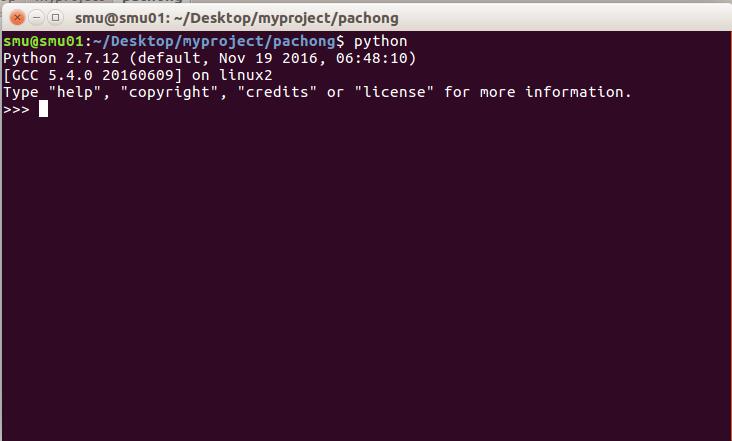 myproject pachong
smu@smu01: ~/Desktop/myproject/pachong
smu@smu01:~/Desktop/myproject/pachong$ python
Python 2.7.12 (default, Nov 19 2016, 06:48:10)
[GCC 5.4.0 20160609] on linux2
Type "help", "copyright", "credits" or "license" for more information.
>>>